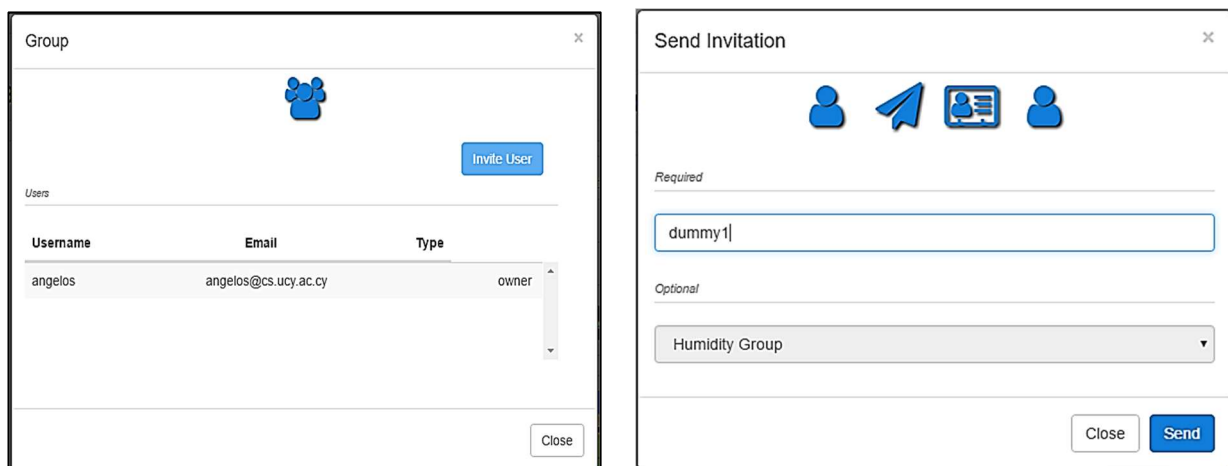 Group ×
Invite User
Users
Username Email Type
angelos angelos@cs.ucy.ac.cy owner
Close
Send Invitation ×
Required
dummy1
Optional
Humidity Group
Close Send